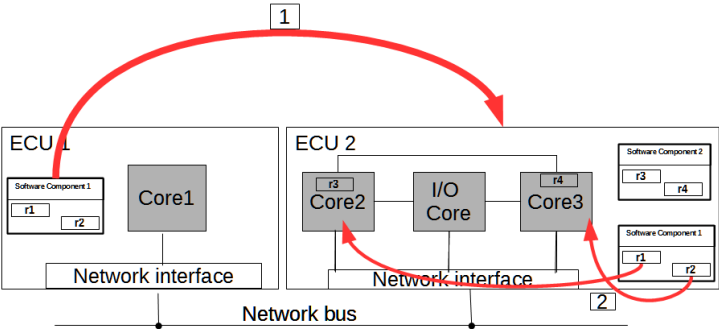 1
ECU 1
ECU 2
Software Component 1
r1
r2
Core1
Network interface
r3
Core2
I/O
Core
r4
Core3
Software Component 2
r3
r4
Software Component 1
r1
r2
Network interface
2
Network bus